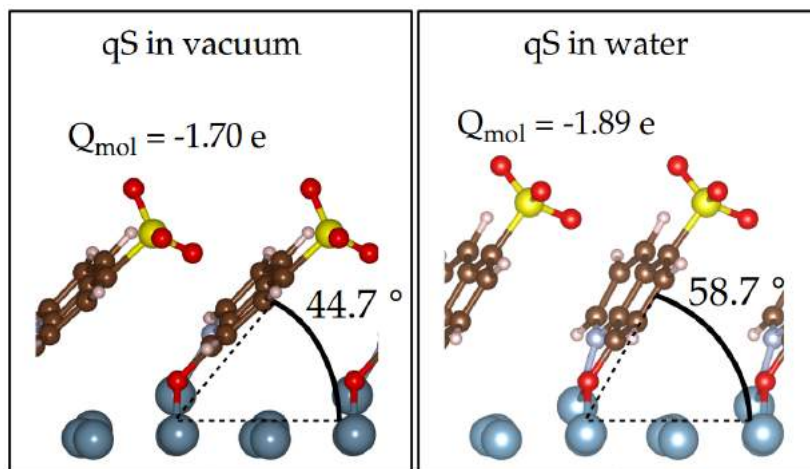 qS in vacuum
Q_mol = -1.70 e
44.7 °
qS in water
Q_mol = -1.89 e
58.7 °